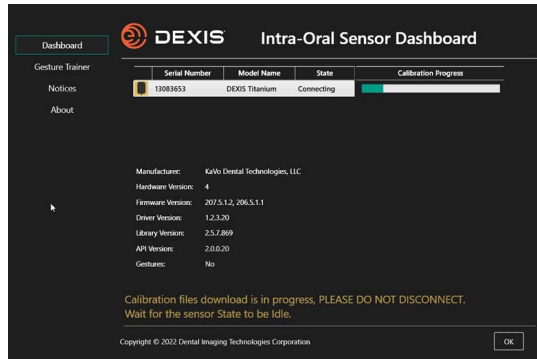 Dashboard
Gesture Trainer
Notices
About
DEXIS Intra-Oral Sensor Dashboard
Serial Number Model Name State Calibration Progress
13083653 DEXIS Titanium Connecting
Manufacturer: KaVo Dental Technologies, LLC
Hardware Version: 4
Firmware Version: 207.5.1.2, 206.5.1.1
Driver Version: 1.2.3.20
Library Version: 2.5.7.869
API Version: 2.0.0.20
Gestures: No
Calibration files download is in progress, PLEASE DO NOT DISCONNECT.
Wait for the sensor State to be Idle.
Copyright © 2022 Dental Imaging Technologies Corporation
OK